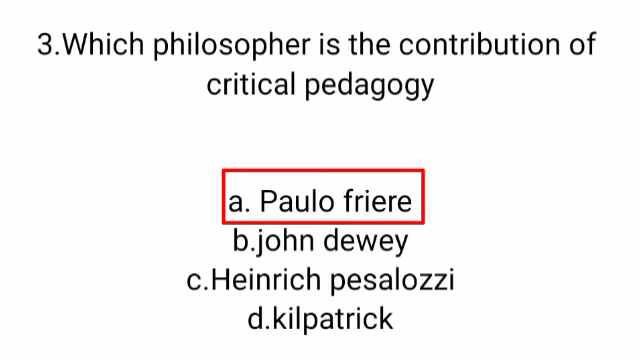 3.Which philosopher is the contribution of
critical pedagogy
a. Paulo friere
b.john dewey
c.Heinrich pesalozzi
d.kilpatrick